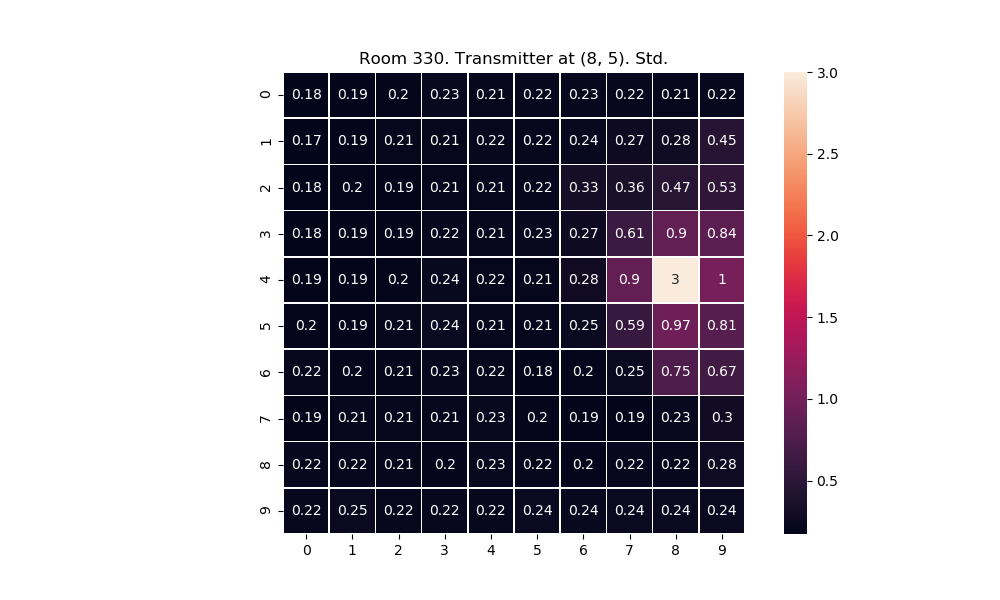 Room 330. Transmitter at (8, 5). Std.
0 0.18 0.19 0.2 0.23 0.21 0.22 0.23 0.22 0.21 0.22
1 0.17 0.19 0.21 0.21 0.22 0.22 0.24 0.27 0.28 0.45
2 0.18 0.2 0.19 0.21 0.21 0.22 0.33 0.36 0.47 0.53
3 0.18 0.19 0.19 0.22 0.21 0.23 0.27 0.61 0.9 0.84
4 0.19 0.19 0.2 0.24 0.22 0.21 0.28 0.9 3 1
5 0.2 0.19 0.21 0.24 0.21 0.21 0.25 0.59 0.97 0.81
6 0.22 0.2 0.21 0.23 0.22 0.18 0.2 0.25 0.75 0.67
7 0.19 0.21 0.21 0.21 0.23 0.2 0.19 0.19 0.23 0.3
8 0.22 0.22 0.21 0.2 0.23 0.22 0.2 0.22 0.22 0.28
9 0.22 0.25 0.22 0.22 0.22 0.24 0.24 0.24 0.24 0.24
0 1 2 3 4 5 6 7 8 9
3.0
2.5
2.0
1.5
1.0
0.5